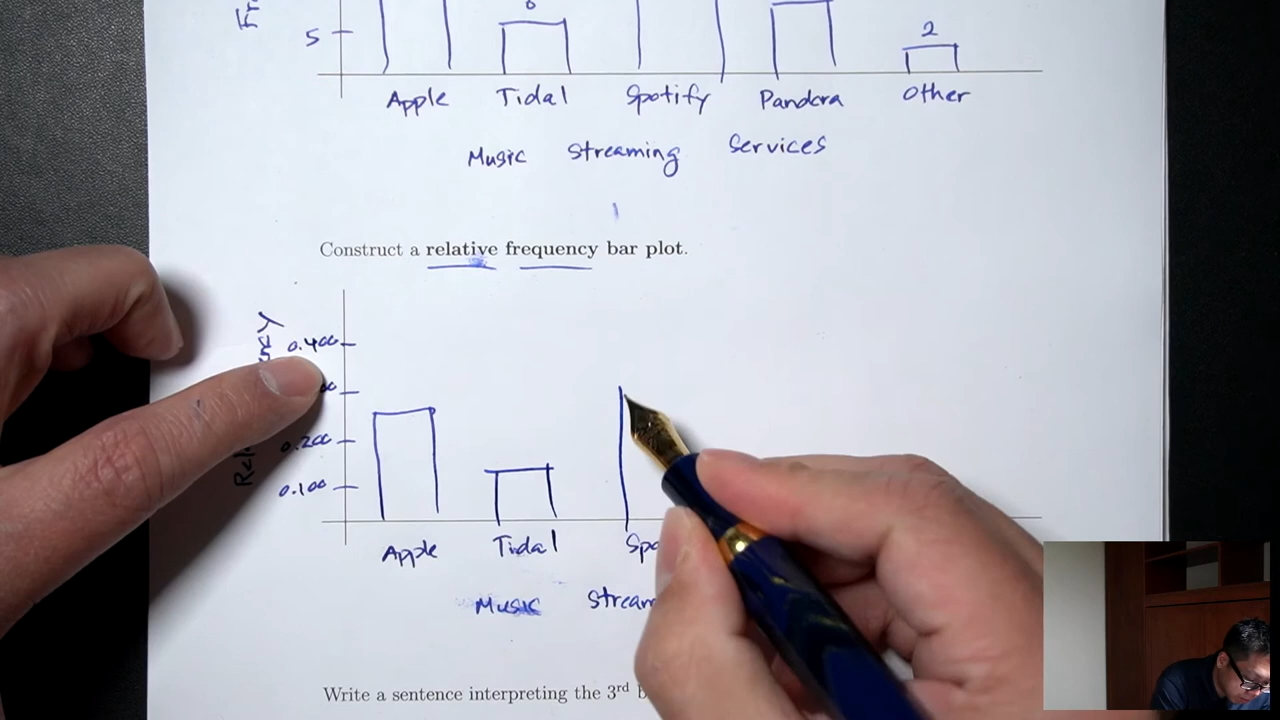 5 2
Apple Tidal Spotify Pandora Other
Music Streaming Services
Construct a relative frequency bar plot.
0.400
0.200
0.100
Apple Tidal
Music
Write a sentence interpreting the 3rd